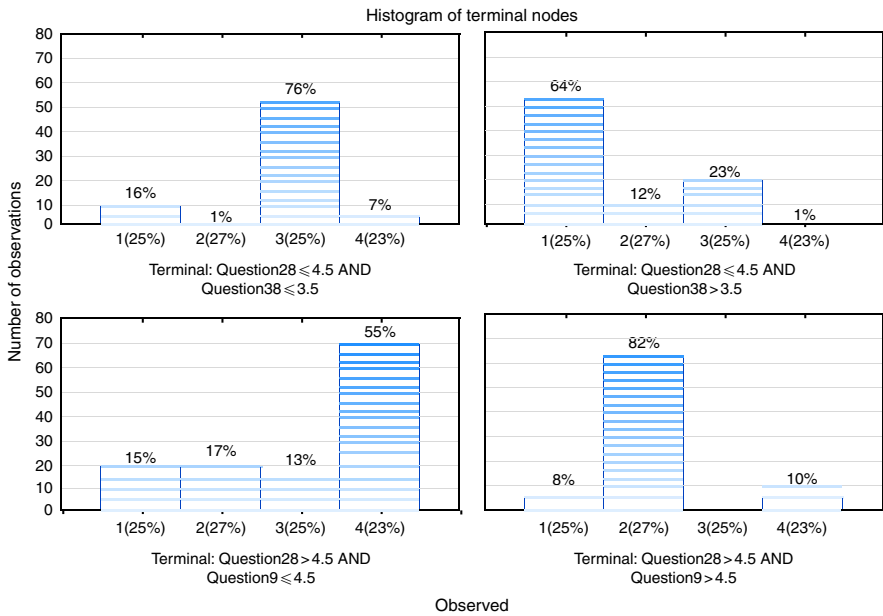 Histogram of terminal nodes
Number of observations
80
70
60
50
40
30
20
10
0
16%
1%
76%
7%
1(25%) 2(27%) 3(25%) 4(23%)
Terminal: Question28 ⩽ 4.5 AND
Question38 ⩽ 3.5
64%
12%
23%
1%
1(25%) 2(27%) 3(25%) 4(23%)
Terminal: Question28 ⩽ 4.5 AND
Question38 > 3.5
80
70
60
50
40
30
20
10
0
15%
17%
13%
55%
1(25%) 2(27%) 3(25%) 4(23%)
Terminal: Question28 > 4.5 AND
Question9 ⩽ 4.5
8%
82%
10%
1(25%) 2(27%) 3(25%) 4(23%)
Terminal: Question28 > 4.5 AND
Question9 > 4.5
Observed